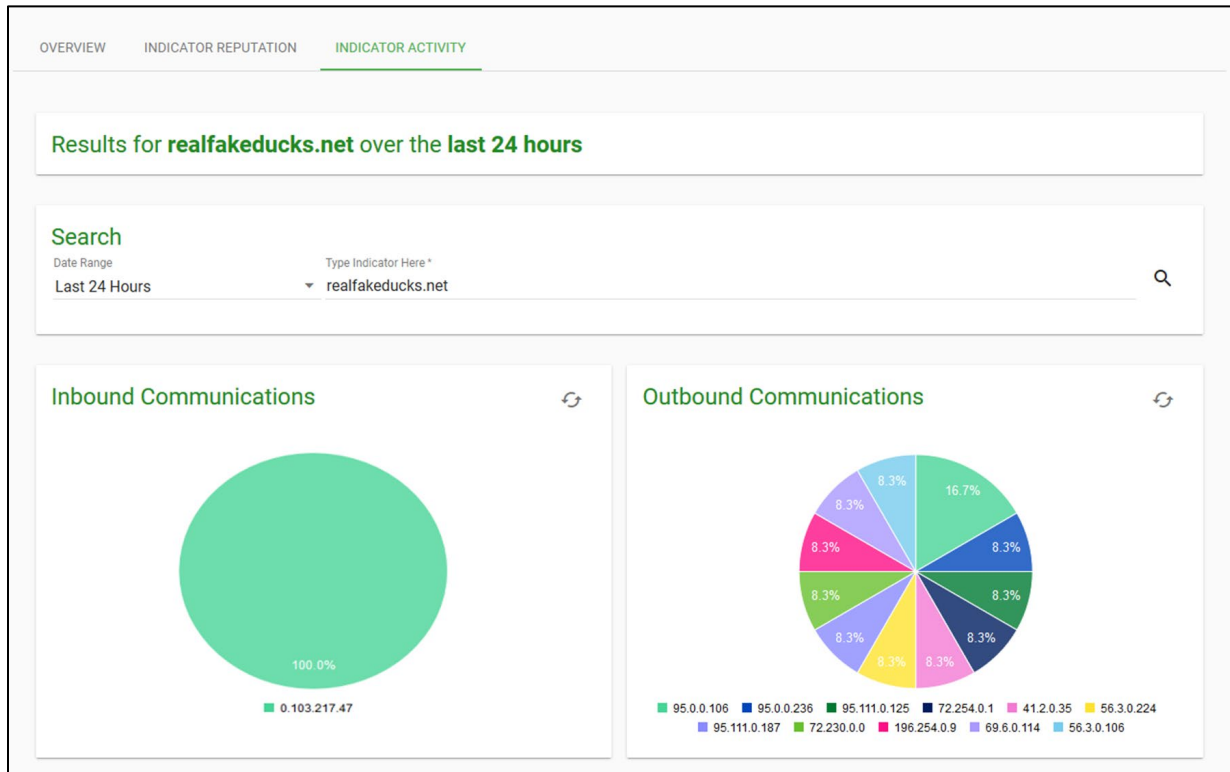 OVERVIEW INDICATOR REPUTATION INDICATOR ACTIVITY
Results for realfakeducks.net over the last 24 hours
Search
Date Range Type Indicator Here *
Last 24 Hours realfakeducks.net
Inbound Communications
100.0%
0.103.217.47
Outbound Communications
16.7%
8.3%
8.3%
8.3%
8.3%
8.3%
8.3%
8.3%
8.3%
8.3%
8.3%
95.0.0.106 95.0.0.236 95.111.0.125 72.254.0.1 41.2.0.35 56.3.0.224
95.111.0.187 72.230.0.0 196.254.0.9 69.6.0.114 56.3.0.106